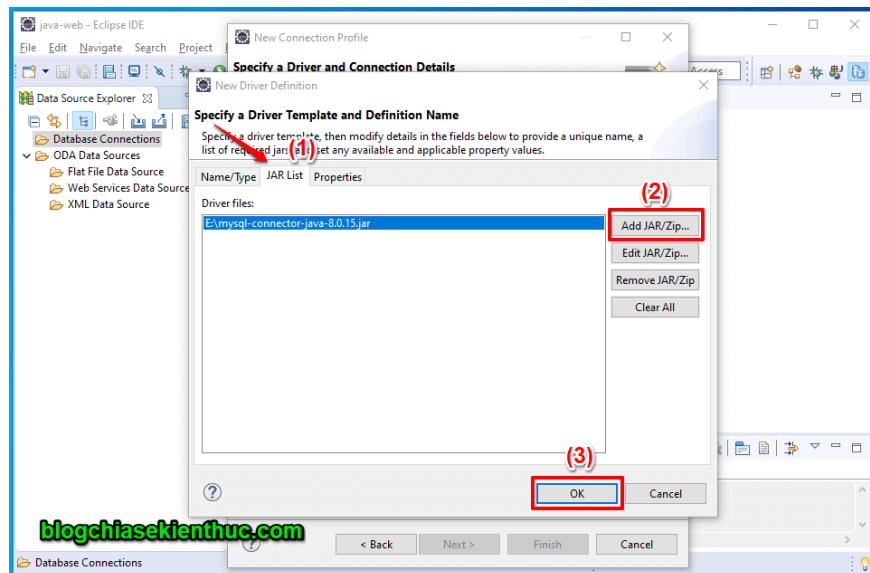 java-web - Eclipse IDE
File Edit Navigate Search Project
New Connection Profile
Specify a Driver and Connection Details
Access
Data Source Explorer
Database Connections
ODA Data Sources
Flat File Data Source
Web Services Data Source
XML Data Source
New Driver Definition
Specify a Driver Template and Definition Name
Specify a driver template, then modify details in the fields below to provide a unique name, a
list of required jars, and set any available and applicable property values.
(1)
Name/Type JAR List Properties
Driver files:
E:\mysql-connector-java-8.0.15.jar
(2)
Add JAR/Zip...
Edit JAR/Zip...
Remove JAR/Zip
Clear All
(3)
OK Cancel
blogchiasekienthuc.com
< Back Next > Finish Cancel
Database Connections